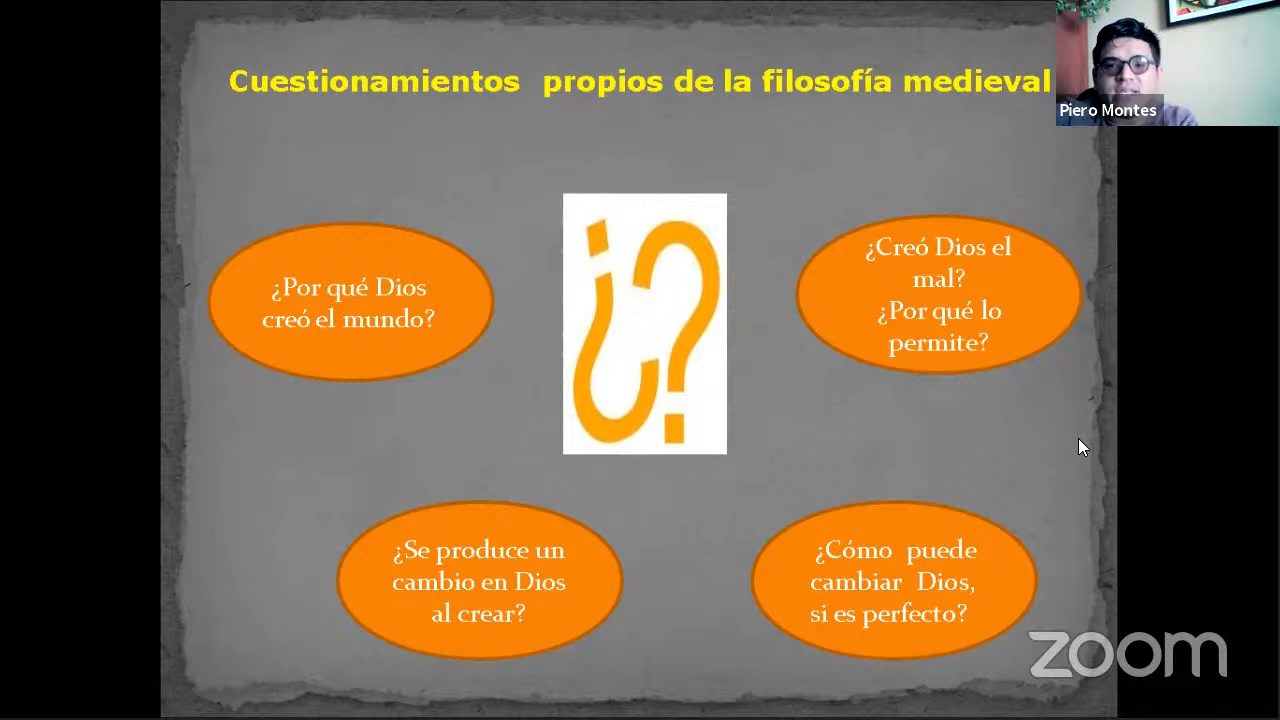 Cuestionamientos propios de la filosofía medieval
Piero Montes
¿Por qué Dios
creó el mundo?
¿?
¿Creó Dios el
mal?
¿Por qué lo
permite?
¿Se produce un
cambio en Dios
al crear?
¿Cómo puede
cambiar Dios,
si es perfecto?
zoom